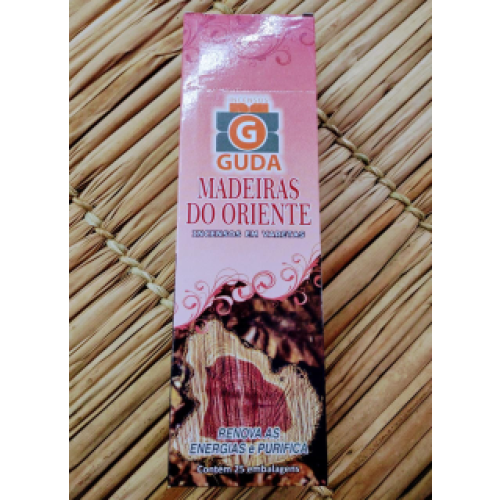 G
GUDA
MADEIRAS
DO ORIENTE
INCENSOS EM VARETAS
RENOVA AS
ENERGIAS e PURIFICA
Contém 25 embalagens